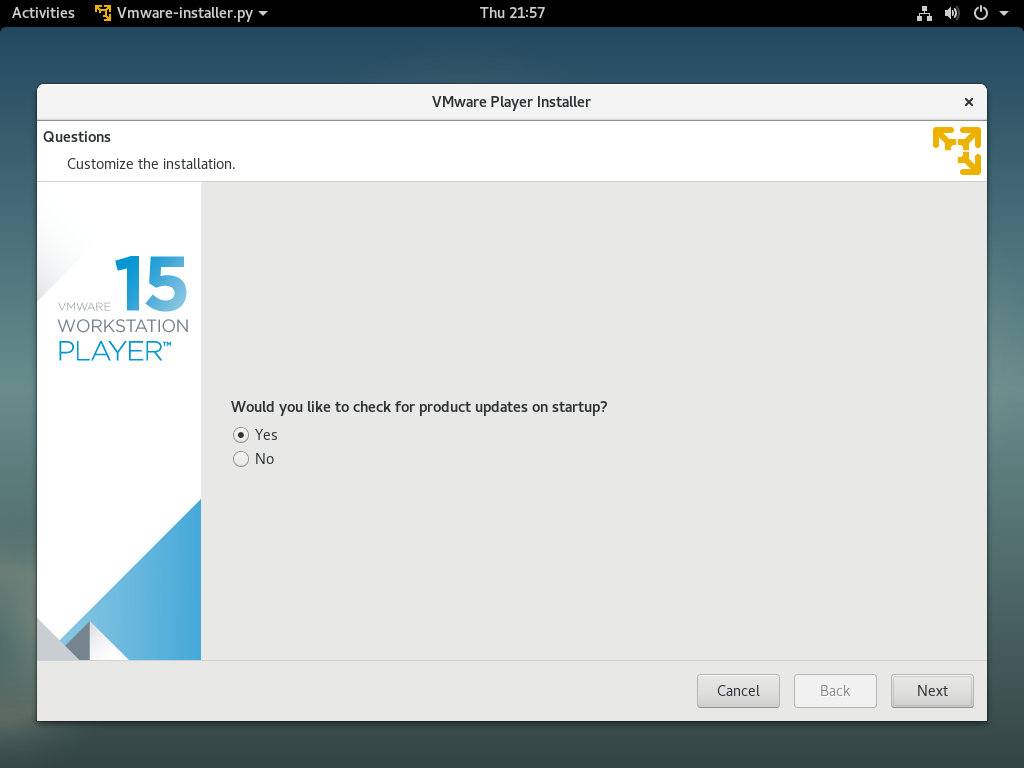 Activities Vmware-installer.py Thu 21:57
VMware Player Installer
Questions
Customize the installation.
15
VMWARE
WORKSTATION
PLAYER™
Would you like to check for product updates on startup?
Yes
No
Cancel Back Next